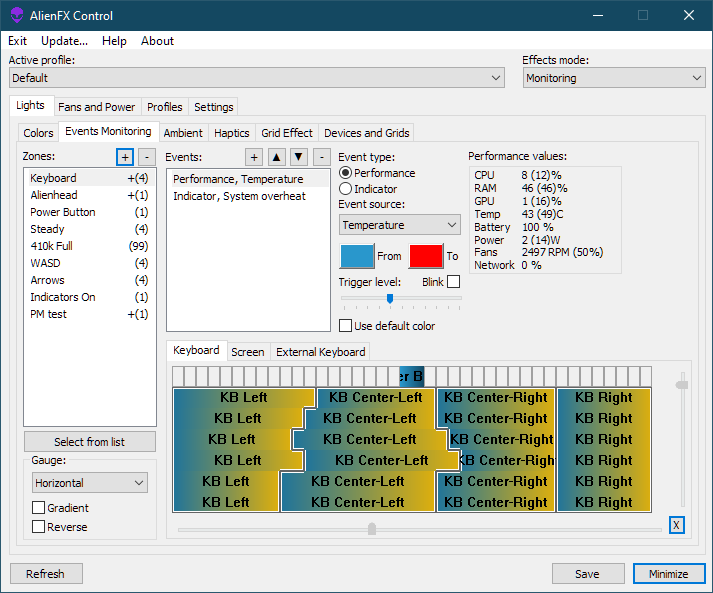 AlienFX Control
Exit Update... Help About
Active profile:
Default
Effects mode:
Monitoring
Lights Fans and Power Profiles Settings
Colors Events Monitoring Ambient Haptics Grid Effect Devices and Grids
Zones: + -
Keyboard +(4)
Alienhead +(1)
Power Button (1)
Steady (4)
410k Full (99)
WASD (4)
Arrows (4)
Indicators On (1)
PM test +(1)
Select from list
Gauge:
Horizontal
Gradient
Reverse
Events: + ▲ ▼ -
Performance, Temperature
Indicator, System overheat
Event type:
Performance
Indicator
Event source:
Temperature
From To
Trigger level: Blink
Use default color
Performance values:
CPU 8 (12)%
RAM 46 (46)%
GPU 1 (16)%
Temp 43 (49)C
Battery 100 %
Power 2 (14)W
Fans 2497 RPM (50%)
Network 0 %
Keyboard Screen External Keyboard
er B
KB Left KB Center-Left KB Center-Right KB Right
KB Left KB Center-Left KB Center-Right KB Right
KB Left KB Center-Left KB Center-Right KB Right
KB Left KB Center-Left KB Center-Righ KB Right
KB Left KB Center-Left KB Center-Right KB Right
KB Left KB Center-Left KB Center-Right KB Right
X
Refresh Save Minimize